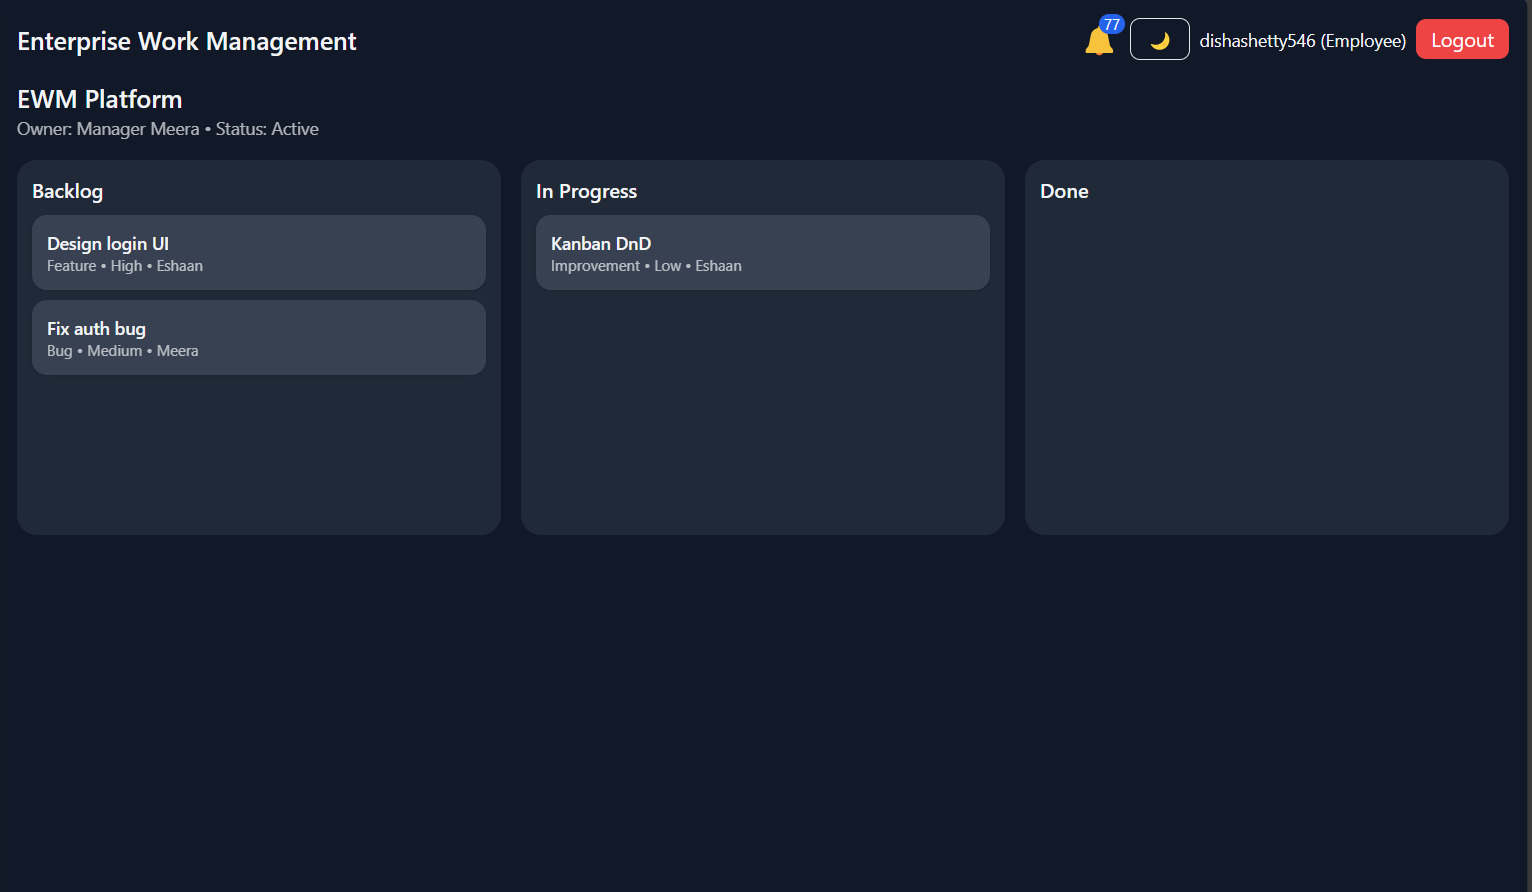 Enterprise Work Management
77
dishashetty546 (Employee)
Logout
EWM Platform
Owner: Manager Meera • Status: Active
Backlog
Design login UI
Feature • High • Eshaan
Fix auth bug
Bug • Medium • Meera
In Progress
Kanban DnD
Improvement • Low • Eshaan
Done